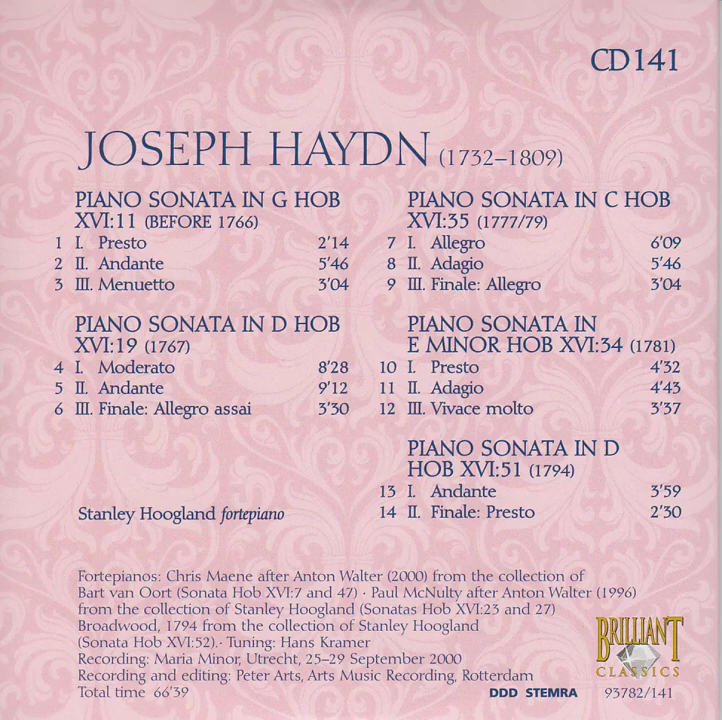 CD141
JOSEPH HAYDN (1732–1809)
PIANO SONATA IN G HOB
XVI:11 (BEFORE 1766)
1 I. Presto 2'14
2 II. Andante 5'46
3 III. Menuetto 3'04
PIANO SONATA IN D HOB
XVI:19 (1767)
4 I. Moderato 8'28
5 II. Andante 9'12
6 III. Finale: Allegro assai 3'30
Stanley Hoogland fortepiano
PIANO SONATA IN C HOB
XVI:35 (1777/79)
7 I. Allegro 6'09
8 II. Adagio 5'46
9 III. Finale: Allegro 3'04
PIANO SONATA IN
E MINOR HOB XVI:34 (1781)
10 I. Presto 4'32
11 II. Adagio 4'43
12 III. Vivace molto 3'37
PIANO SONATA IN D
HOB XVI:51 (1794)
13 I. Andante 3'59
14 II. Finale: Presto 2'30
Fortepianos: Chris Maene after Anton Walter (2000) from the collection of
Bart van Oort (Sonata Hob XVI:7 and 47) · Paul McNulty after Anton Walter (1996)
from the collection of Stanley Hoogland (Sonatas Hob XVI:23 and 27)
Broadwood, 1794 from the collection of Stanley Hoogland
(Sonata Hob XVI:52).· Tuning: Hans Kramer
Recording: Maria Minor, Utrecht, 25–29 September 2000
Recording and editing: Peter Arts, Arts Music Recording, Rotterdam
Total time 66'39
DDD STEMRA
BRILLIANT
CLASSICS
93782/141